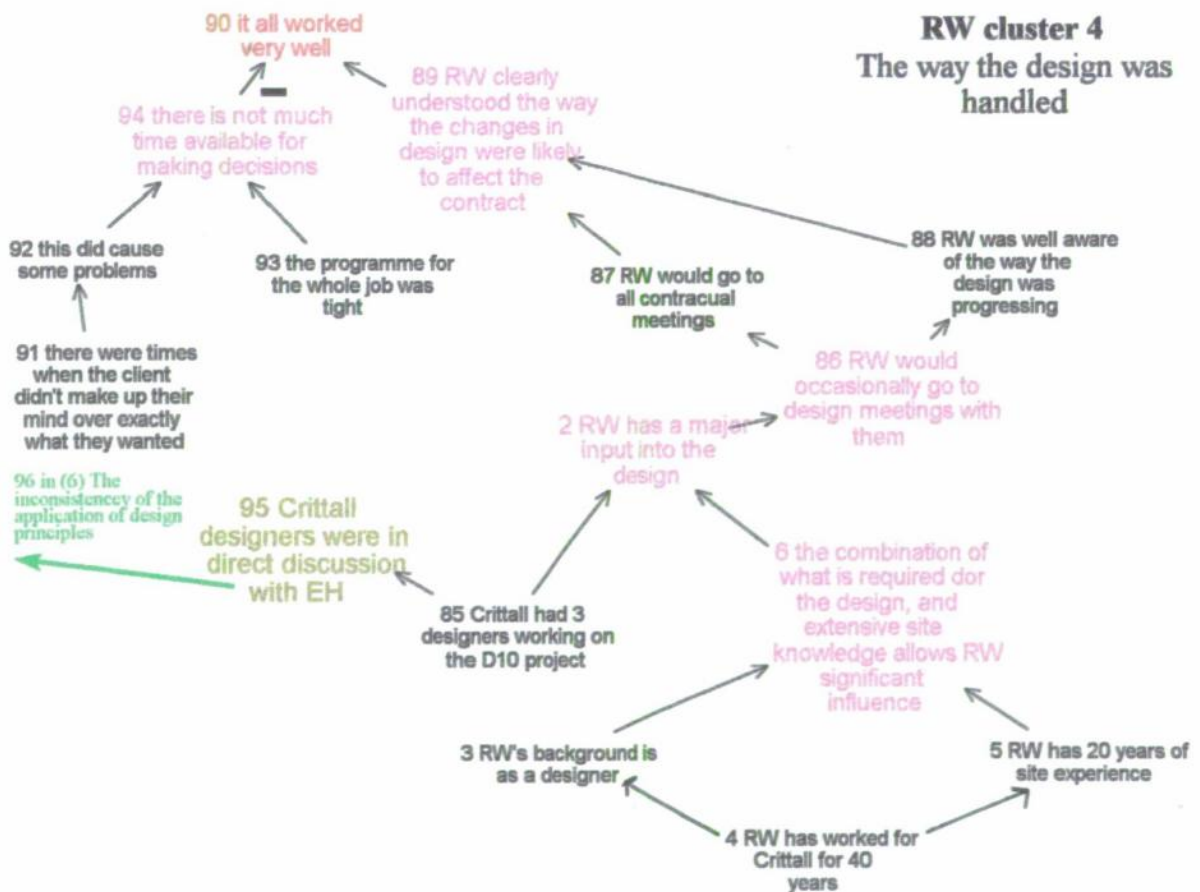 RW cluster 4
The way the design was
handled
90 it all worked
very well
89 RW clearly
understood the way
the changes in
design were likely
to affect the
contract
94 there is not much
time available for
making decisions
92 this did cause
some problems
93 the programme for
the whole job was
tight
87 RW would go to
all contracual
meetings
88 RW was well aware
of the way the
design was
progressing
91 there were times
when the client
didn't make up their
mind over exactly
what they wanted
86 RW would
occasionally go to
design meetings with
them
2 RW has a major
input into the
design
96 in (6) The
inconsistencey of the
application of design
principles
95 Crittall
designers were in
direct discussion
with EH
85 Crittall had 3
designers working on
the D10 project
6 the combination of
what is required dor
the design, and
extensive site
knowledge allows RW
significant
influence
3 RW's background is
as a designer
5 RW has 20 years of
site experience
4 RW has worked for
Crittall for 40
years